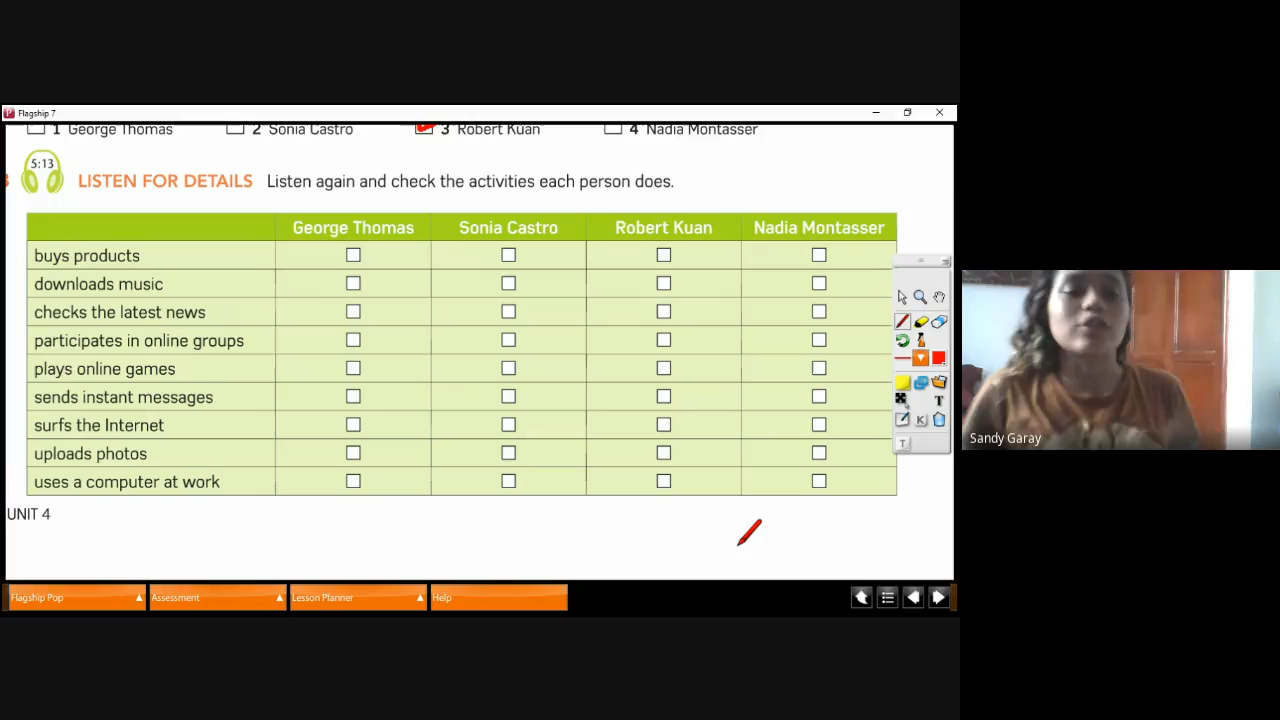 Flagship 7
1 George Thomas 2 Sonia Castro 3 Robert Kuan 4 Nadia Montasser
5:13
LISTEN FOR DETAILS Listen again and check the activities each person does.
George Thomas Sonia Castro Robert Kuan Nadia Montasser
buys products
downloads music
checks the latest news
participates in online groups
plays online games
sends instant messages
surfs the Internet
uploads photos
uses a computer at work
UNIT 4
T
K
T
Flagship Pop Assessment Lesson Planner Help
Sandy Garay